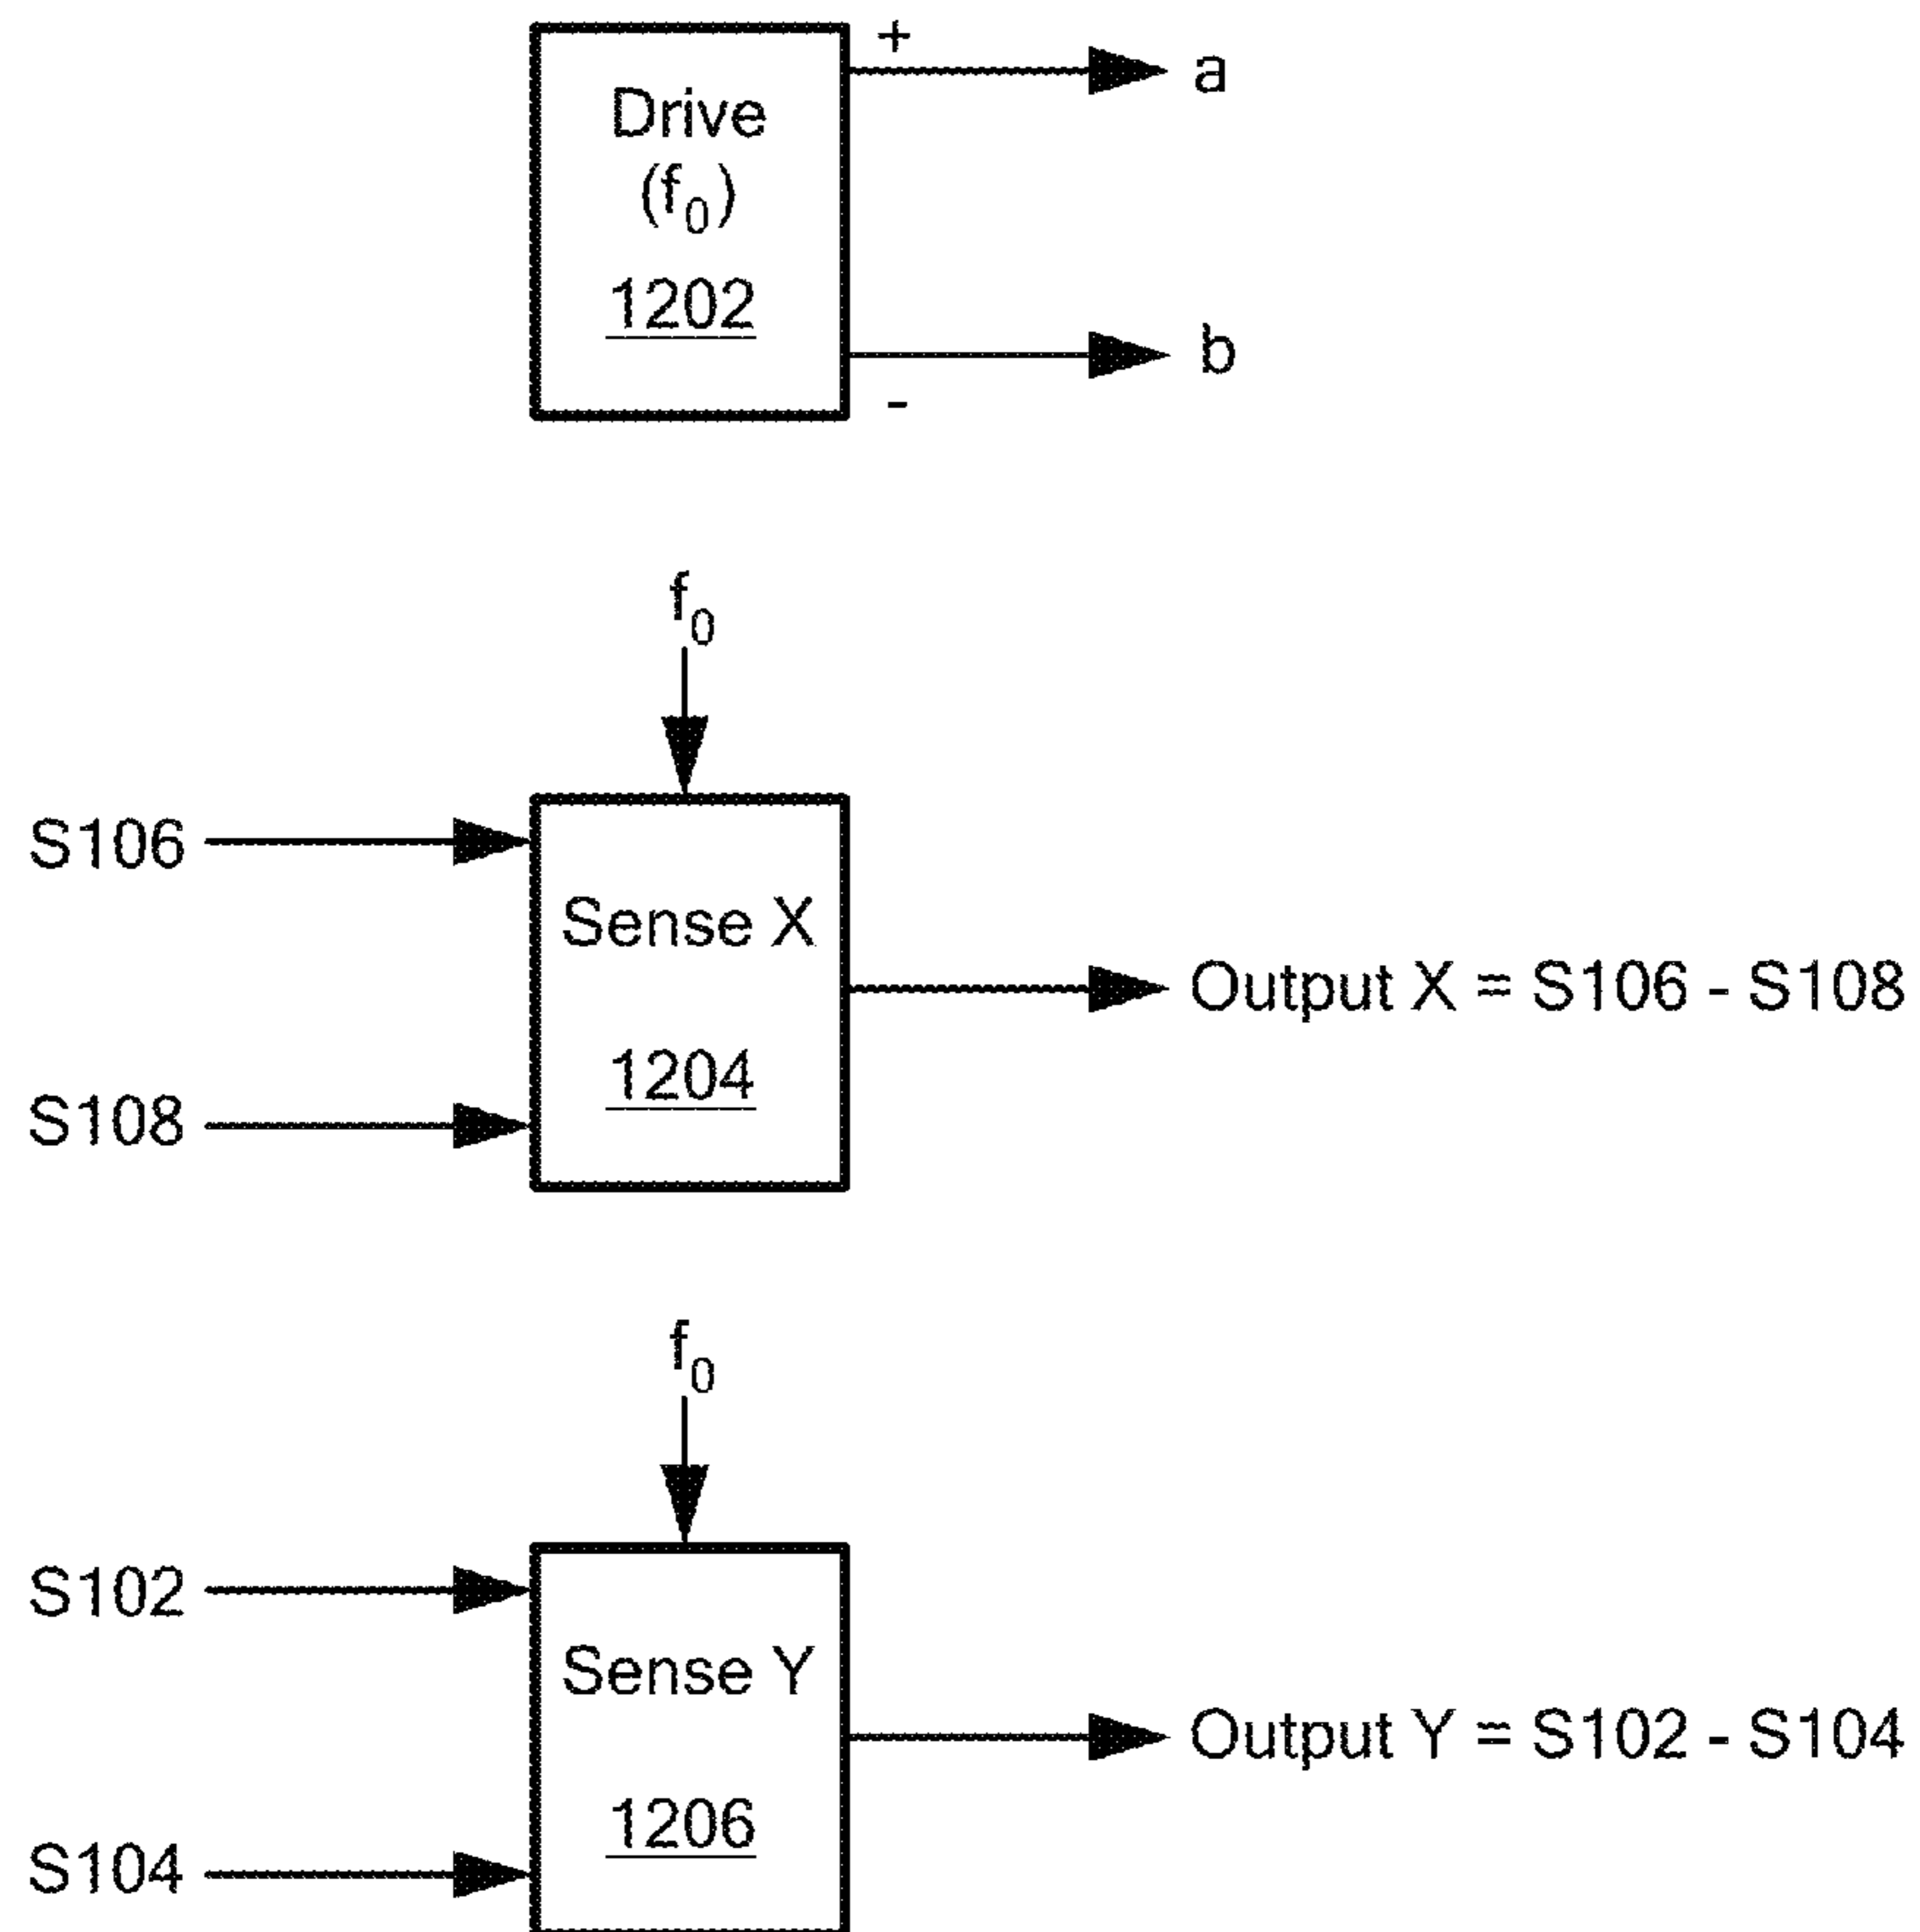 +
a
Drive
(f0)
1202
b
-
f0
S106
Sense X
Output X = S106 - S108
1204
S108
f0
S102
Sense Y
Output Y = S102 - S104
1206
S104